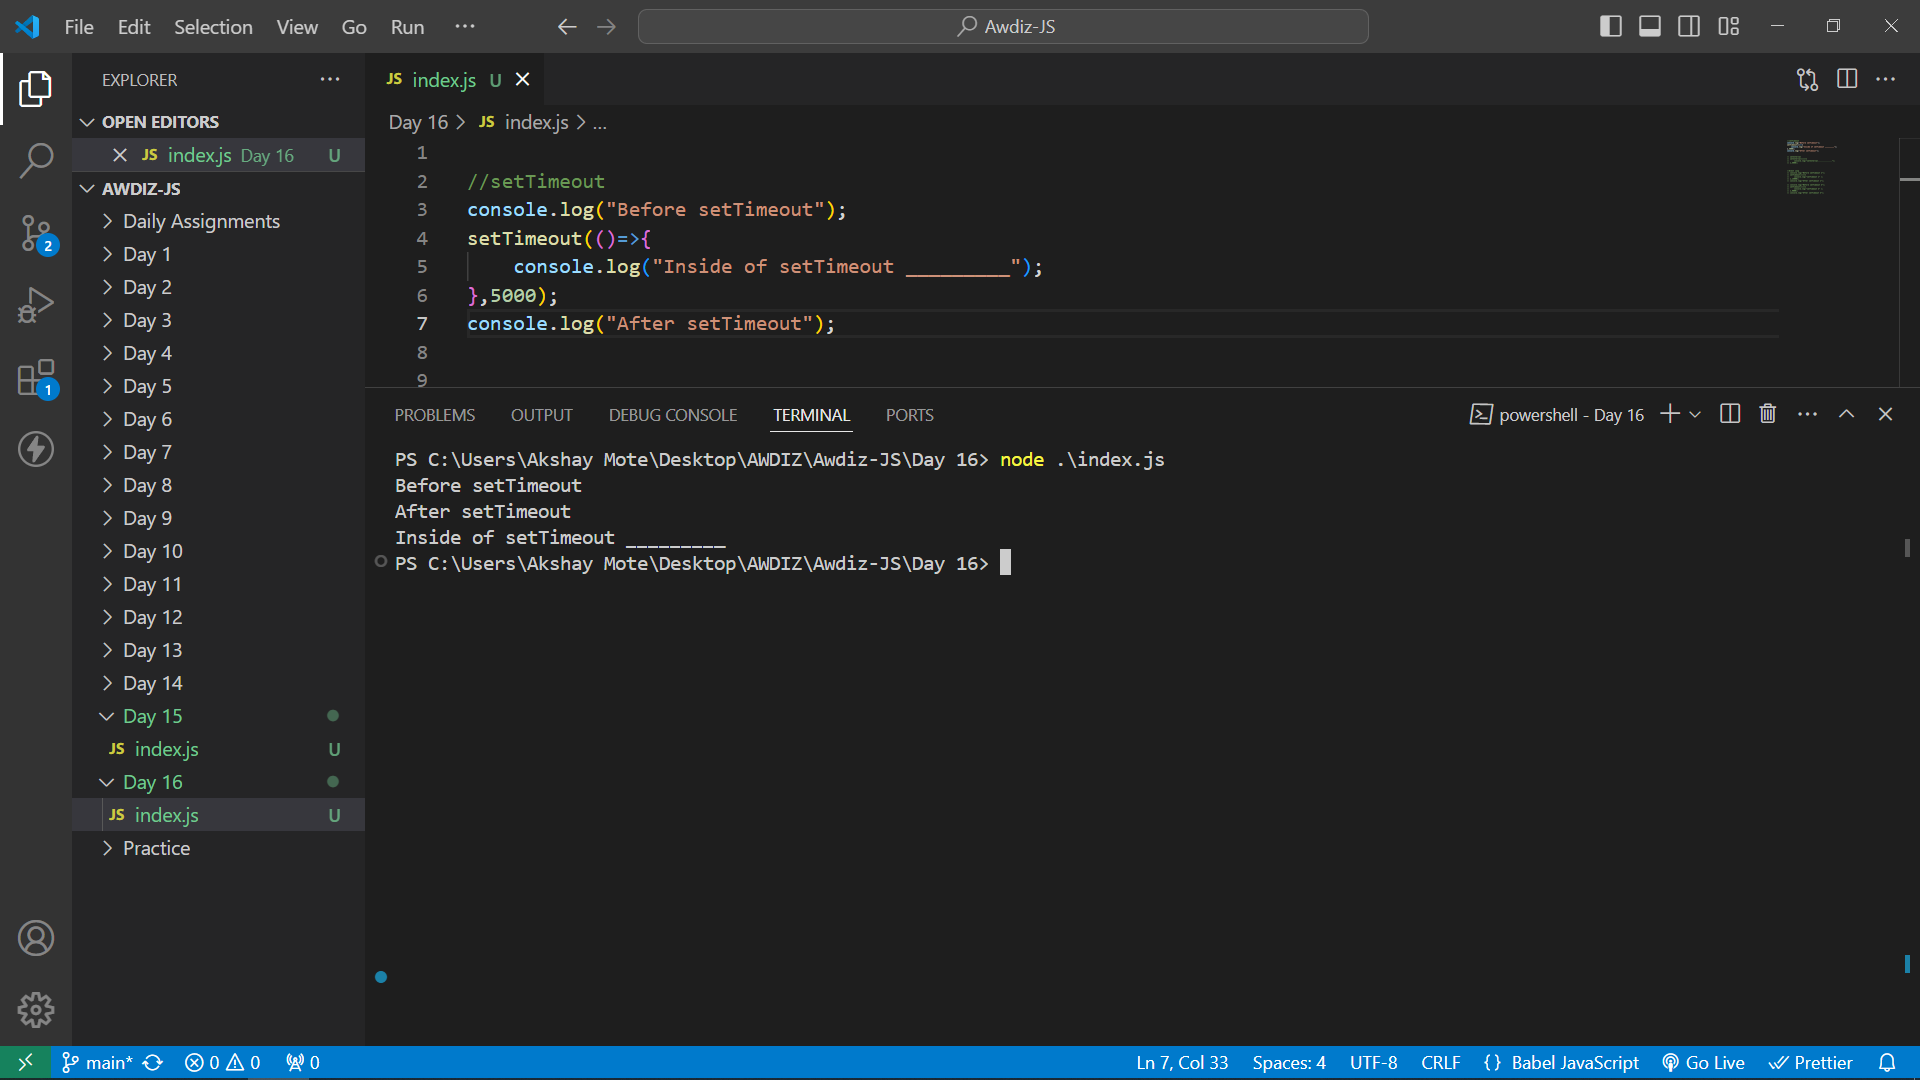 File Edit Selection View Go Run ··· Awdiz-JS
EXPLORER
OPEN EDITORS
JS index.js Day 16 U
AWDIZ-JS
Daily Assignments
Day 1
Day 2
Day 3
Day 4
Day 5
Day 6
Day 7
Day 8
Day 9
Day 10
Day 11
Day 12
Day 13
Day 14
Day 15
JS index.js U
Day 16
JS index.js U
Practice
2
1
JS index.js U
Day 16 > JS index.js > ...
1
2 //setTimeout
3 console.log("Before setTimeout");
4 setTimeout(()=>{
5 console.log("Inside of setTimeout _________");
6 },5000);
7 console.log("After setTimeout");
8
9
PROBLEMS OUTPUT DEBUG CONSOLE TERMINAL PORTS powershell - Day 16
PS C:\Users\Akshay Mote\Desktop\AWDIZ\Awdiz-JS\Day 16> node .\index.js
Before setTimeout
After setTimeout
Inside of setTimeout _________
PS C:\Users\Akshay Mote\Desktop\AWDIZ\Awdiz-JS\Day 16>
main* 0 0 0 Ln 7, Col 33 Spaces: 4 UTF-8 CRLF {} Babel JavaScript Go Live Prettier